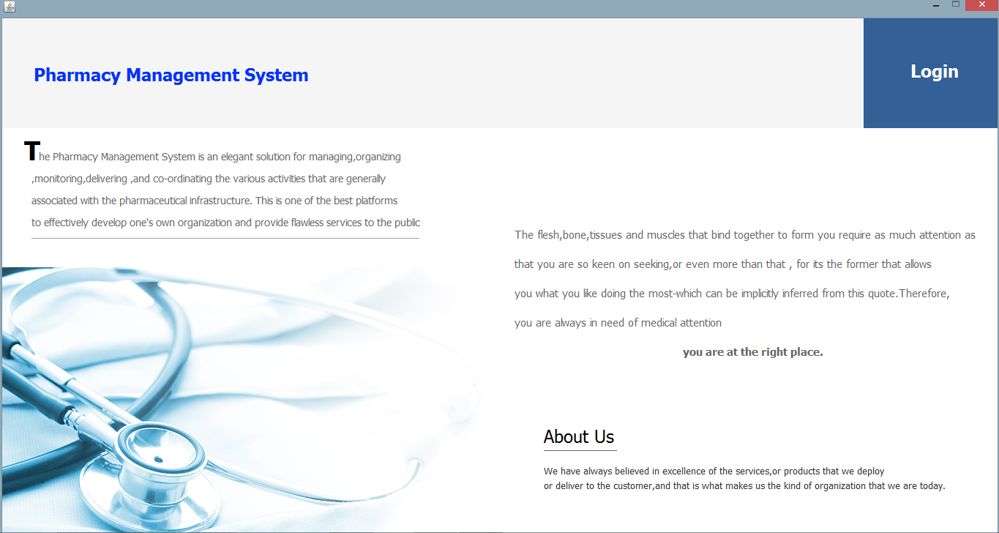 Pharmacy Management System
Login
The Pharmacy Management System is an elegant solution for managing,organizing
,monitoring,delivering ,and co-ordinating the various activities that are generally
associated with the pharmaceutical infrastructure. This is one of the best platforms
to effectively develop one's own organization and provide flawless services to the public
The flesh,bone,tissues and muscles that bind together to form you require as much attention as
that you are so keen on seeking,or even more than that , for its the former that allows
you what you like doing the most-which can be implicitly inferred from this quote.Therefore,
you are always in need of medical attention
you are at the right place.
About Us
We have always believed in excellence of the services,or products that we deploy
or deliver to the customer,and that is what makes us the kind of organization that we are today.